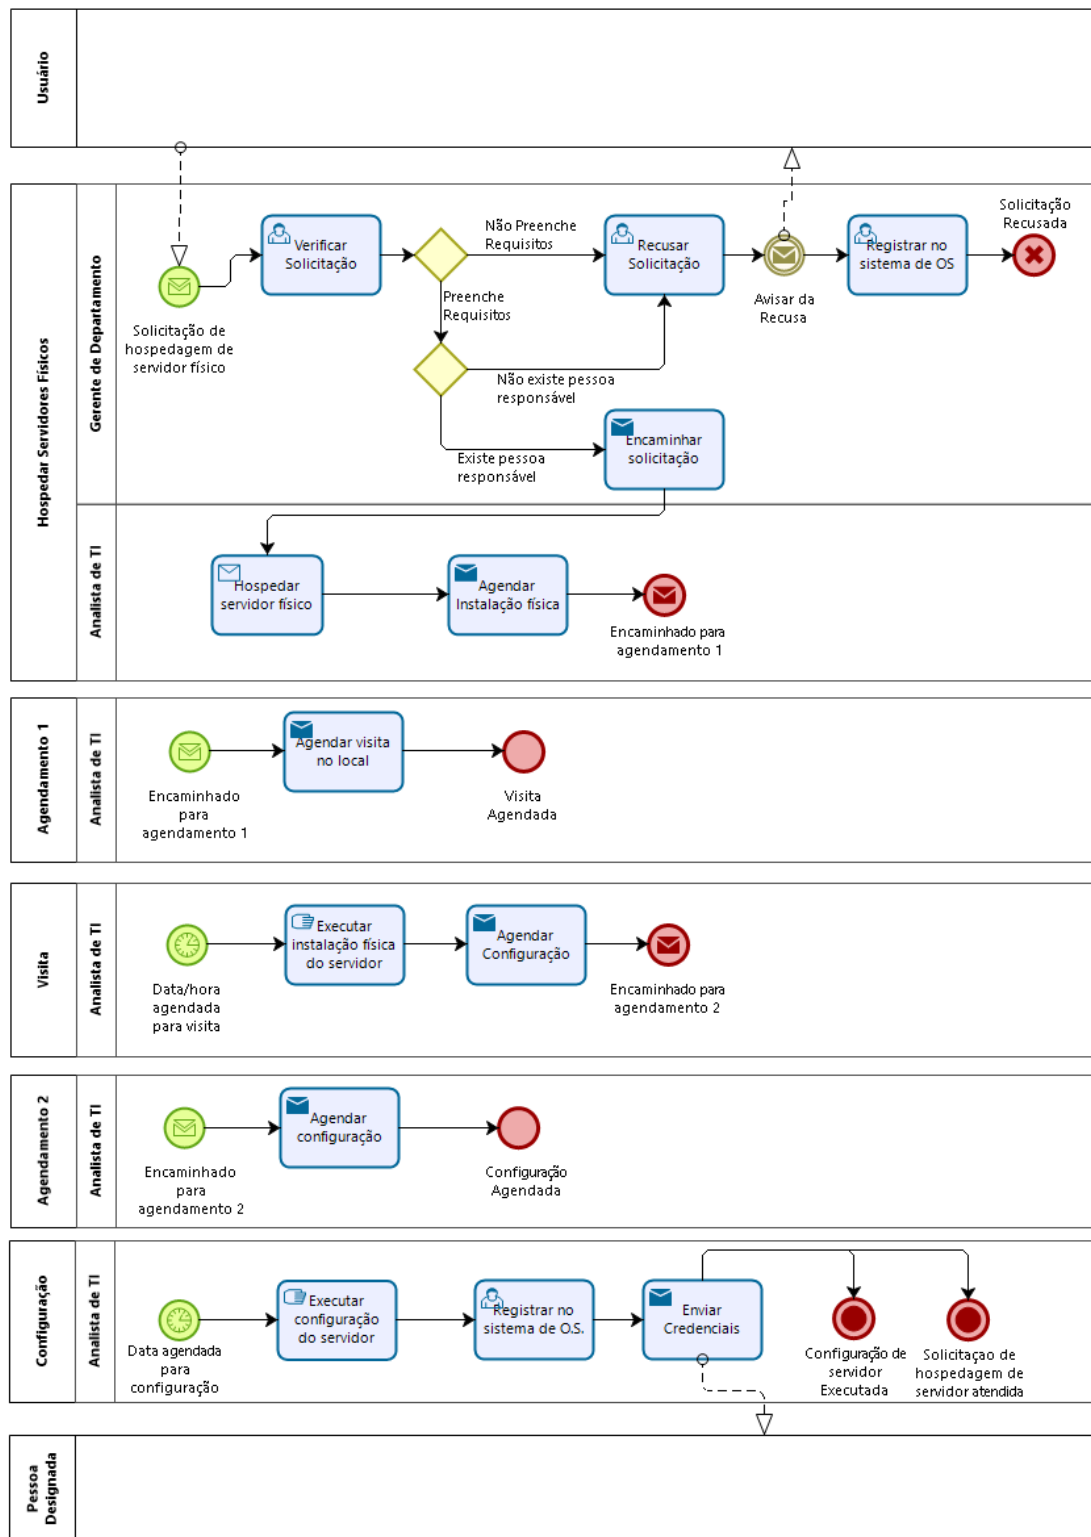 Usuário
Hospedar Servidores Físicos
Gerente de Departamento
Solicitação de
hospedagem de
servidor físico
Verificar
Solicitação
Não Preenche
Requisitos
Preenche
Requisitos
Recusar
Solicitação
Avisar da
Recusa
Registrar no
sistema de OS
Solicitação
Recusada
Não existe pessoa
responsável
Existe pessoa
responsável
Encaminhar
solicitação
Analista de TI
Hospedar
servidor físico
Agendar
Instalação física
Encaminhado para
agendamento 1
Agendamento 1
Analista de TI
Encaminhado
para
agendamento 1
Agendar visita
no local
Visita
Agendada
Visita
Analista de TI
Data/hora
agendada
para visita
Executar
instalação física
do servidor
Agendar
Configuração
Encaminhado para
agendamento 2
Agendamento 2
Analista de TI
Encaminhado
para
agendamento 2
Agendar
configuração
Configuração
Agendada
Configuração
Analista de TI
Data agendada
para
configuração
Executar
configuração
do servidor
Registrar no
sistema de O.S.
Enviar
Credenciais
Configuração de
servidor
Executada
Solicitaçao de
hospedagem de
servidor atendida
Pessoa
Designada